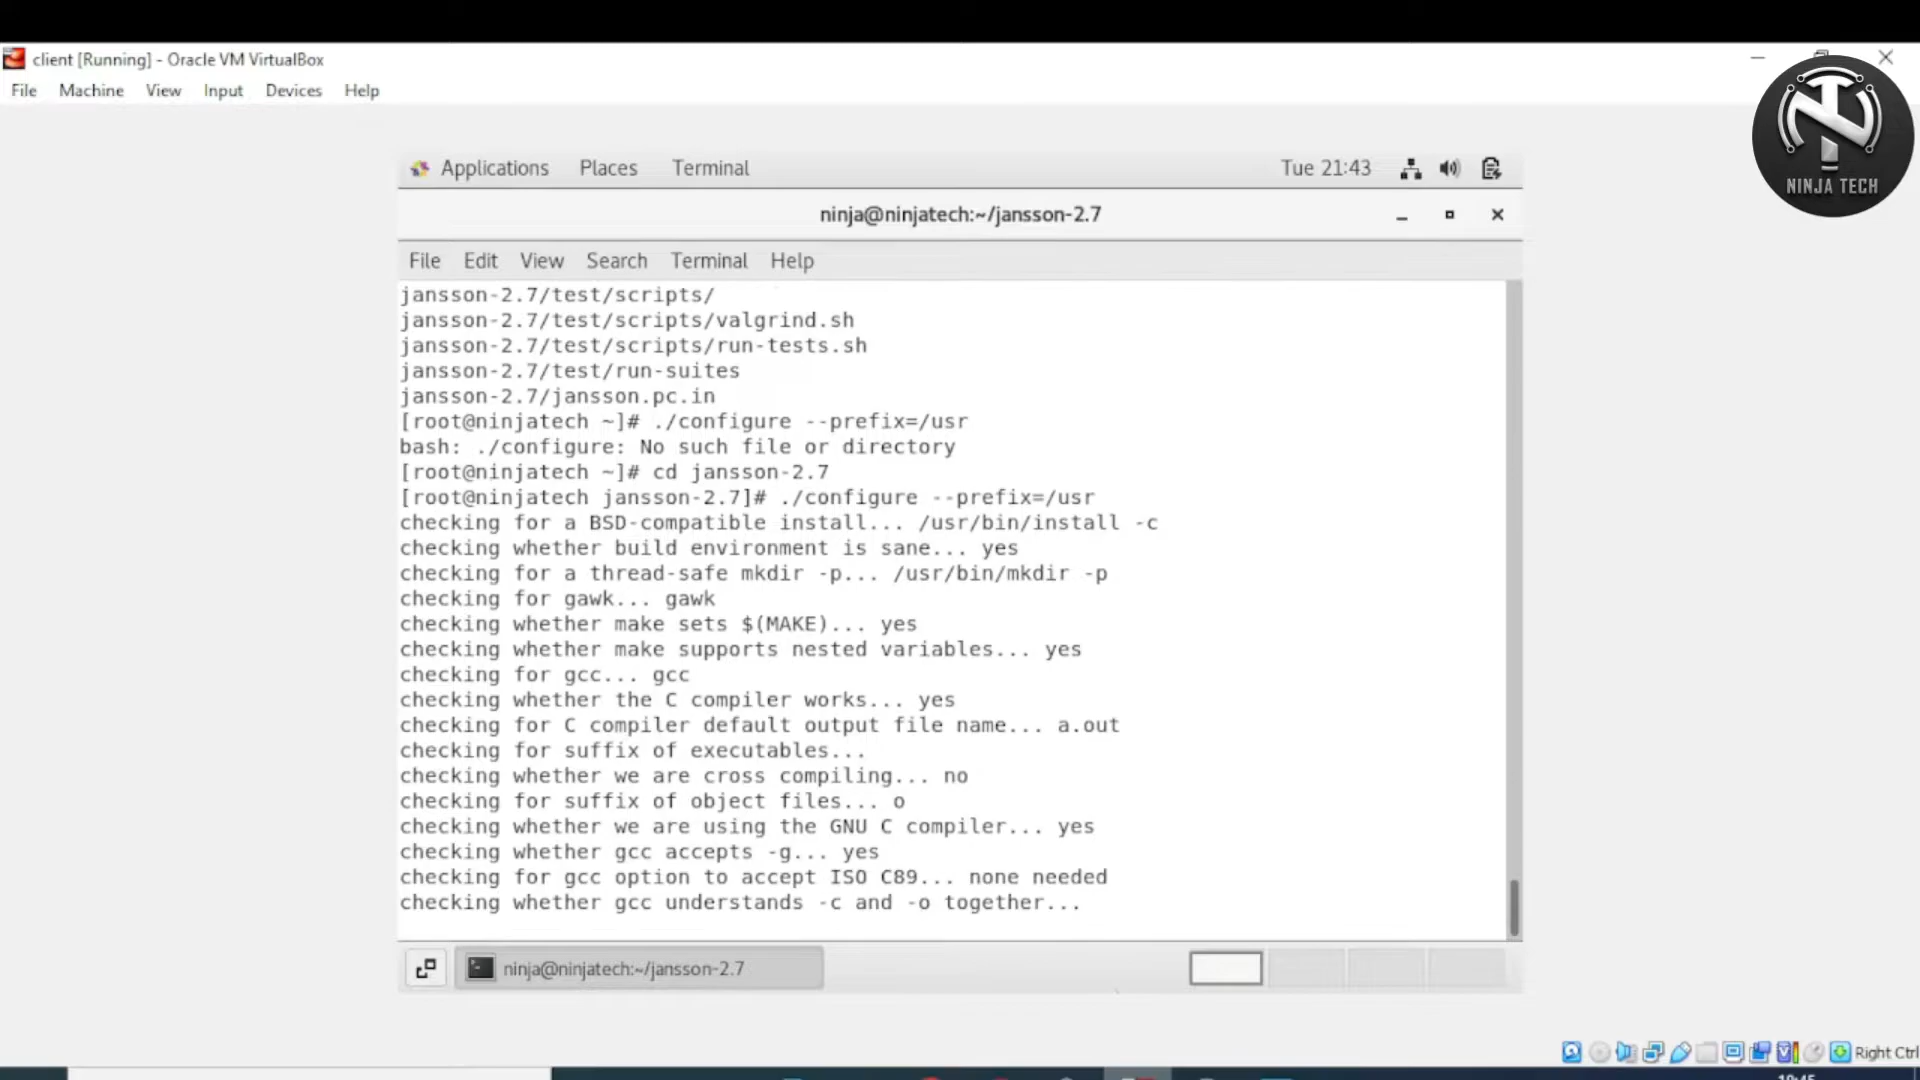 client [Running] - Oracle VM VirtualBox
File Machine View Input Devices Help
NINJA TECH
Applications Places Terminal Tue 21:43
ninja@ninjatech:~/jansson-2.7
File Edit View Search Terminal Help
jansson-2.7/test/scripts/
jansson-2.7/test/scripts/valgrind.sh
jansson-2.7/test/scripts/run-tests.sh
jansson-2.7/test/run-suites
jansson-2.7/jansson.pc.in
[root@ninjatech ~]# ./configure --prefix=/usr
bash: ./configure: No such file or directory
[root@ninjatech ~]# cd jansson-2.7
[root@ninjatech jansson-2.7]# ./configure --prefix=/usr
checking for a BSD-compatible install... /usr/bin/install -c
checking whether build environment is sane... yes
checking for a thread-safe mkdir -p... /usr/bin/mkdir -p
checking for gawk... gawk
checking whether make sets $(MAKE)... yes
checking whether make supports nested variables... yes
checking for gcc... gcc
checking whether the C compiler works... yes
checking for C compiler default output file name... a.out
checking for suffix of executables...
checking whether we are cross compiling... no
checking for suffix of object files... o
checking whether we are using the GNU C compiler... yes
checking whether gcc accepts -g... yes
checking for gcc option to accept ISO C89... none needed
checking whether gcc understands -c and -o together...
ninja@ninjatech:~/jansson-2.7
Right Ctrl